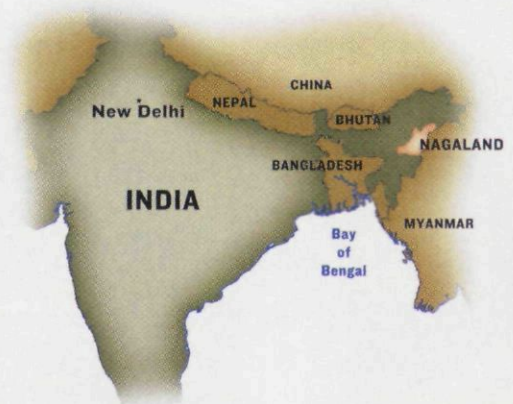 CHINA
NEPAL
New Delhi
BHUTAN
NAGALAND
BANGLADESH
INDIA
MYANMAR
Bay
of
Bengal